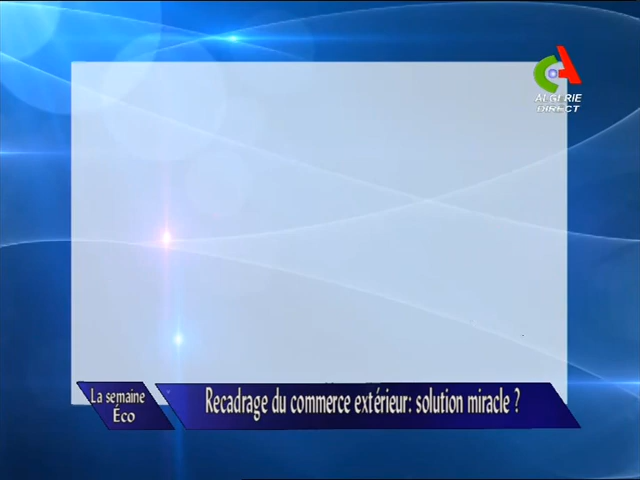 ALGERIE
DIRECT
La semaine
Éco
Recadrage du commerce extérieur: solution miracle ?